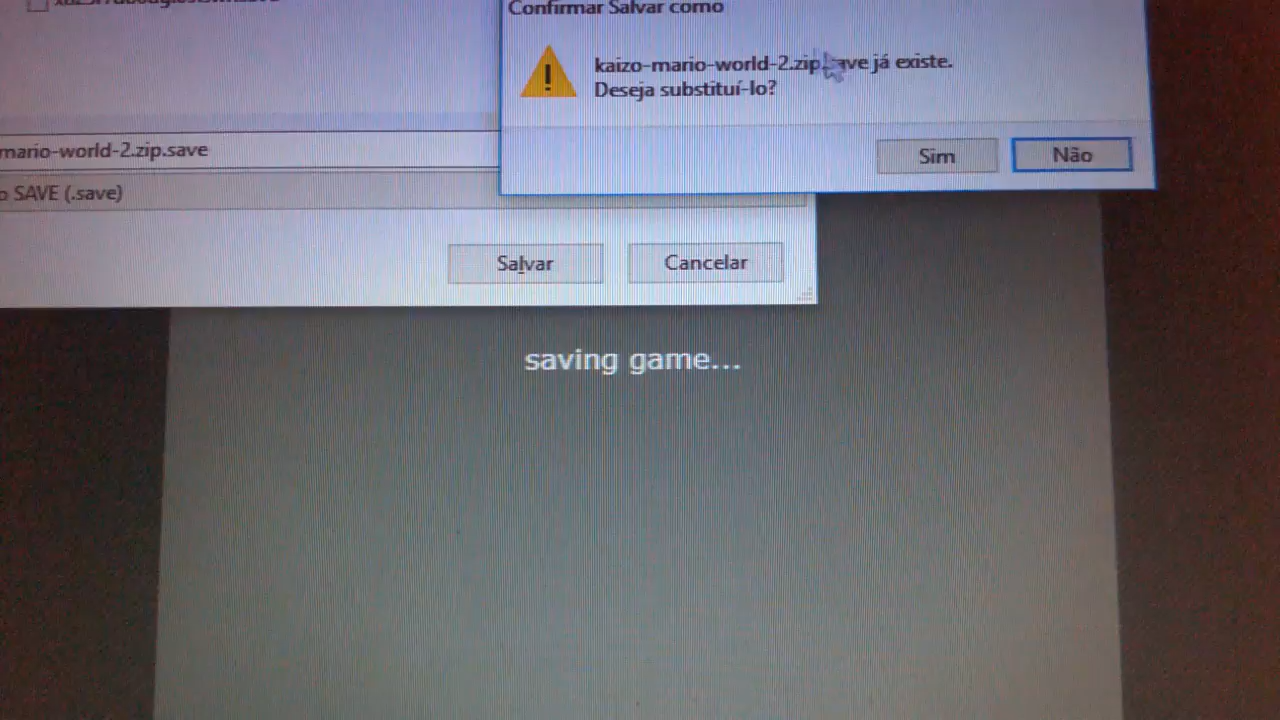 Confirmar Salvar como
kaizo-mario-world-2.zip já existe.
Deseja substituí-lo?
Sim
Não
mario-world-2.zip.save
o SAVE (.save)
Salvar
Cancelar
saving game...